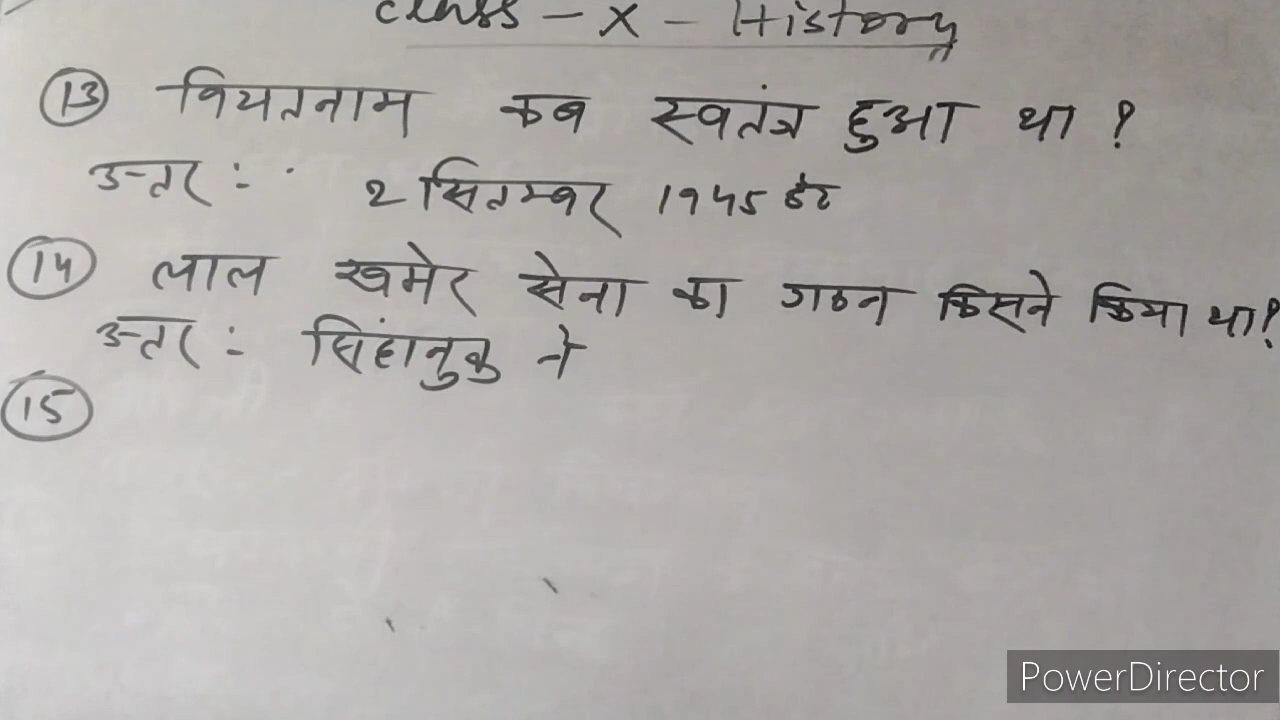 class - X - History
(13) वियतनाम कब स्वतंत्र हुआ था ?
उत्तर :- 2 सितम्बर 1945 ई०
(14) लाल खमेर सेना का गठन किसने किया था?
उत्तर :- सिंहानुक ने
(15)
PowerDirector